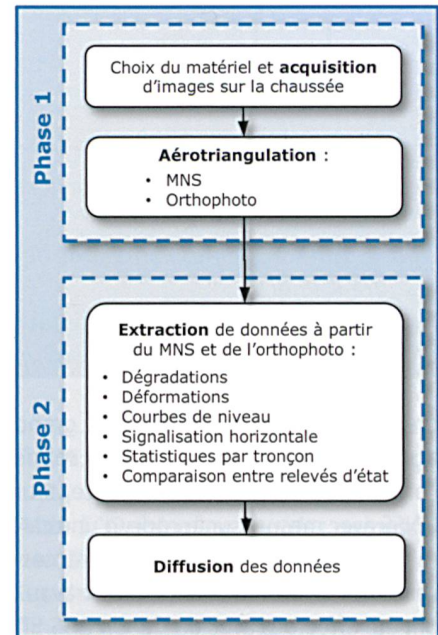 Phase 1
Choix du matériel et acquisition
d'images sur la chaussée
Aérotriangulation :
• MNS
• Orthophoto
Phase 2
Extraction de données à partir
du MNS et de l'orthophoto :
• Dégradations
• Déformations
• Courbes de niveau
• Signalisation horizontale
• Statistiques par tronçon
• Comparaison entre relevés d'état
Diffusion des données